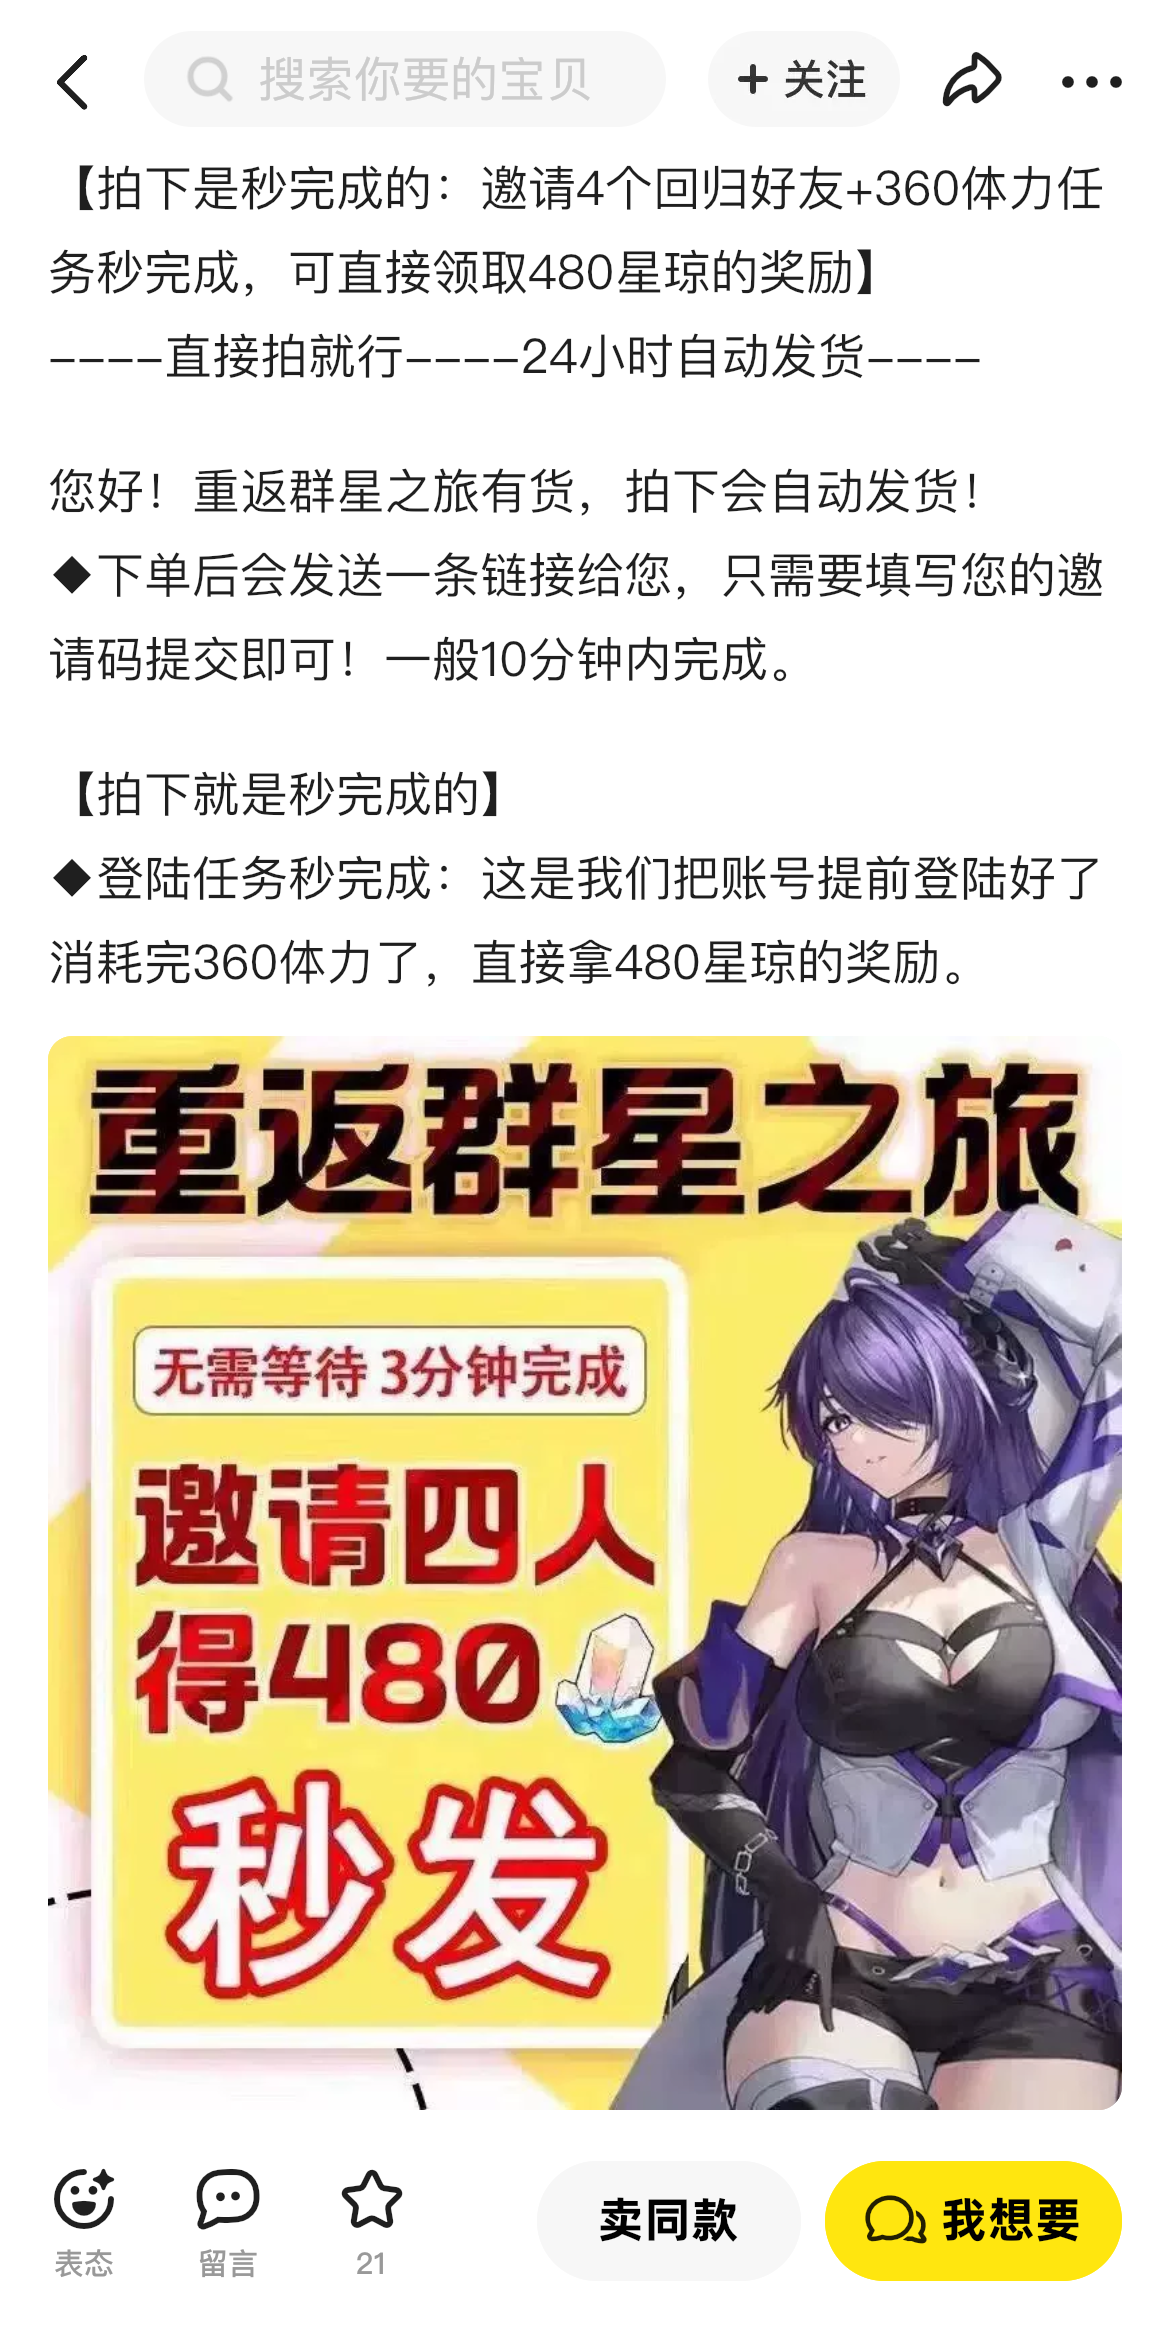 搜索你要的宝贝
+ 关注
【拍下是秒完成的：邀请4个回归好友+360体力任
务秒完成，可直接领取480星琼的奖励】
----直接拍就行----24小时自动发货----
您好！重返群星之旅有货，拍下会自动发货！
◆下单后会发送一条链接给您，只需要填写您的邀
请码提交即可！一般10分钟内完成。
【拍下就是秒完成的】
◆登陆任务秒完成：这是我们把账号提前登陆好了
消耗完360体力了，直接拿480星琼的奖励。
重返群星之旅
无需等待 3分钟完成
邀请四人
得480
秒发
表态
留言
21
卖同款
我想要